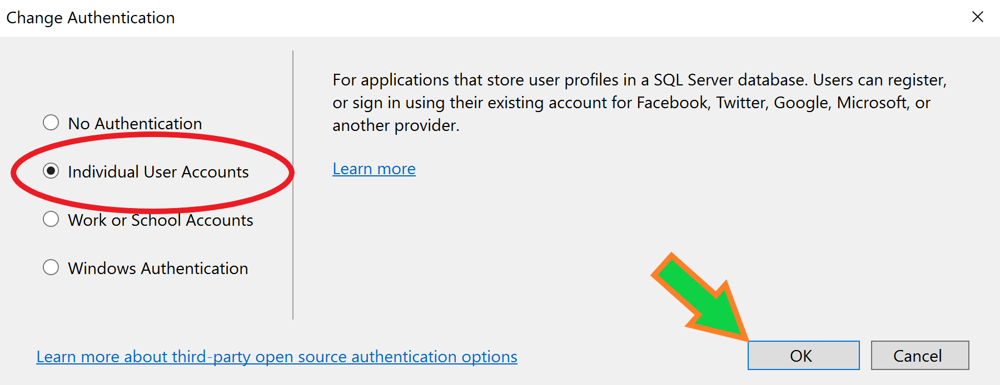 Change Authentication
For applications that store user profiles in a SQL Server database. Users can register,
or sign in using their existing account for Facebook, Twitter, Google, Microsoft, or
another provider.
Learn more
No Authentication
Individual User Accounts
Work or School Accounts
Windows Authentication
Learn more about third-party open source authentication options
OK
Cancel